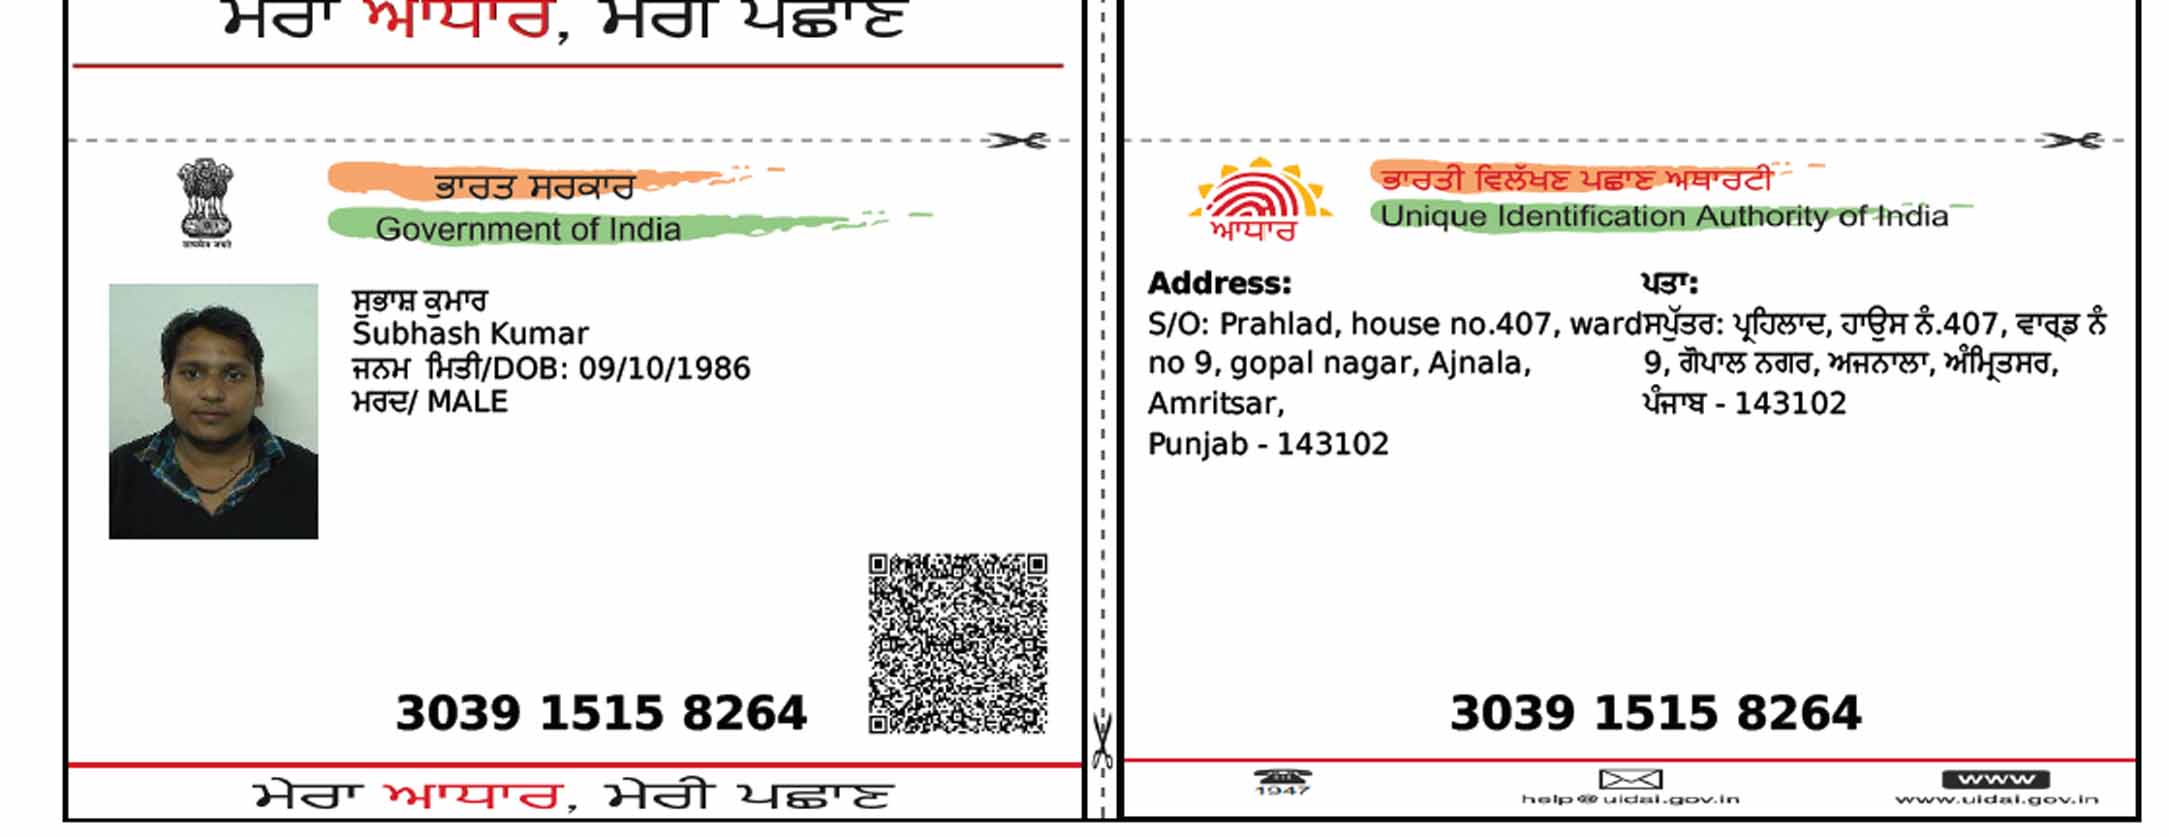 ਮੇਰਾ ਆਧਾਰ, ਮੇਰੀ ਪਛਾਣ
ਭਾਰਤ ਸਰਕਾਰ
Government of India
ਸੁਭਾਸ਼ ਕੁਮਾਰ
Subhash Kumar
ਜਨਮ ਮਿਤੀ/DOB: 09/10/1986
ਮਰਦ/ MALE
3039 1515 8264
ਮੇਰਾ ਆਧਾਰ, ਮੇਰੀ ਪਛਾਣ
ਭਾਰਤੀ ਵਿਲੱਖਣ ਪਛਾਣ ਅਥਾਰਟੀ
Unique Identification Authority of India
ਆਧਾਰ
Address:
S/O: Prahlad, house no.407, ward
no 9, gopal nagar, Ajnala,
Amritsar,
Punjab - 143102
ਪਤਾ:
ਸਪੁੱਤਰ: ਪ੍ਰਹਿਲਾਦ, ਹਾਉਸ ਨੰ.407, ਵਾਰ੍ਡ ਨੰ
9, ਗੋਪਾਲ ਨਗਰ, ਅਜਨਾਲਾ, ਅੰਮ੍ਰਿਤਸਰ,
ਪੰਜਾਬ - 143102
3039 1515 8264
1947
help@uidai.gov.in
WWW
www.uidai.gov.in